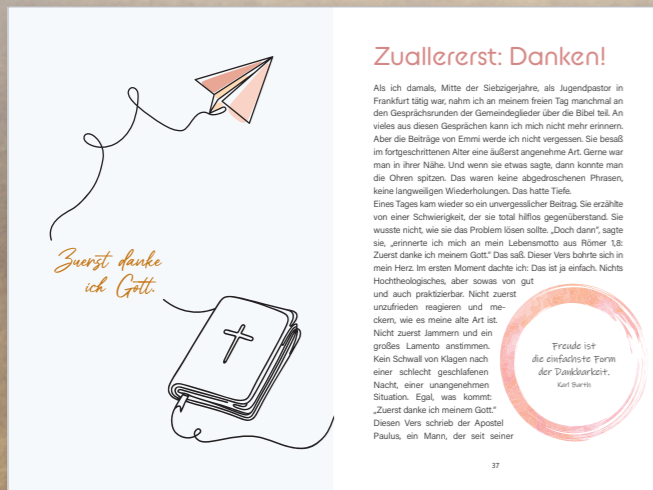 Zuerst danke
ich Gott.
Zuallererst: Danken!
Als ich damals, Mitte der Siebzigerjahre, als Jugendpastor in
Frankfurt tätig war, nahm ich an meinem freien Tag manchmal an
den Gesprächsrunden der Gemeindeglieder über die Bibel teil. An
vieles aus diesen Gesprächen kann ich mich nicht mehr erinnern.
Aber die Beiträge von Emmi werde ich nicht vergessen. Sie besaß
im fortgeschrittenen Alter eine äußerst angenehme Art. Gerne war
man in ihrer Nähe. Und wenn sie etwas sagte, dann konnte man
die Ohren spitzen. Das waren keine abgedroschenen Phrasen,
keine langweiligen Wiederholungen. Das hatte Tiefe.
Eines Tages kam wieder so ein unvergesslicher Beitrag. Sie erzählte
von einer Schwierigkeit, der sie total hilflos gegenüberstand. Sie
wusste nicht, wie sie das Problem lösen sollte. „Doch dann“, sagte
sie, „erinnerte ich mich an mein Lebensmotto aus Römer 1,8:
Zuerst danke ich meinem Gott.“ Das saß. Dieser Vers bohrte sich in
mein Herz. Im ersten Moment dachte ich: Das ist ja einfach. Nichts
Hochtheologisches, aber sowas von gut
und auch praktizierbar. Nicht zuerst
unzufrieden reagieren und me-
ckern, wie es meine alte Art ist.
Nicht zuerst Jammern und ein
großes Lamento anstimmen.
Kein Schwall von Klagen nach
einer schlecht geschlafenen
Nacht, einer unangenehmen
Situation. Egal, was kommt:
„Zuerst danke ich meinem Gott.“
Diesen Vers schrieb der Apostel
Paulus, ein Mann, der seit seiner
Freude ist
die einfachste Form
der Dankbarkeit.
Karl Barth
37